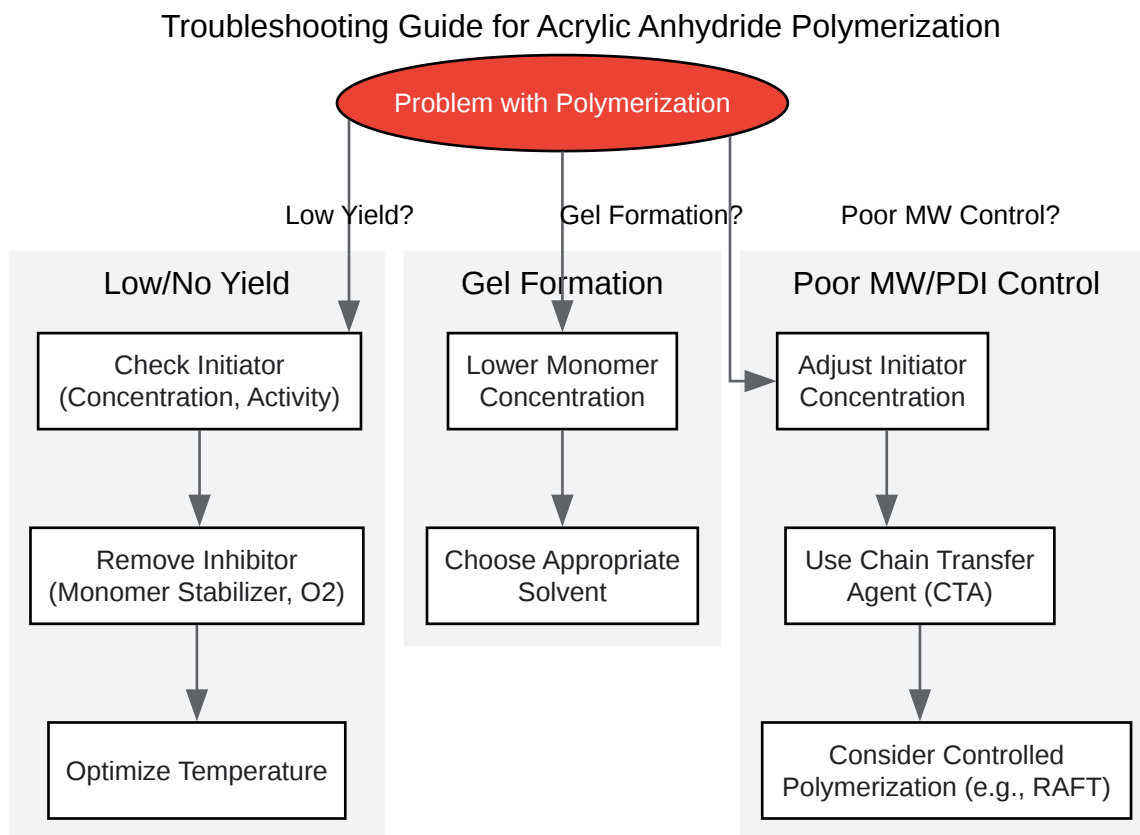 Troubleshooting Guide for Acrylic Anhydride Polymerization
Problem with Polymerization
Low Yield?
Gel Formation?
Poor MW Control?
Low/No Yield
Check Initiator
(Concentration, Activity)
Remove Inhibitor
(Monomer Stabilizer, O2)
Optimize Temperature
Gel Formation
Lower Monomer
Concentration
Choose Appropriate
Solvent
Poor MW/PDI Control
Adjust Initiator
Concentration
Use Chain Transfer
Agent (CTA)
Consider Controlled
Polymerization (e.g., RAFT)